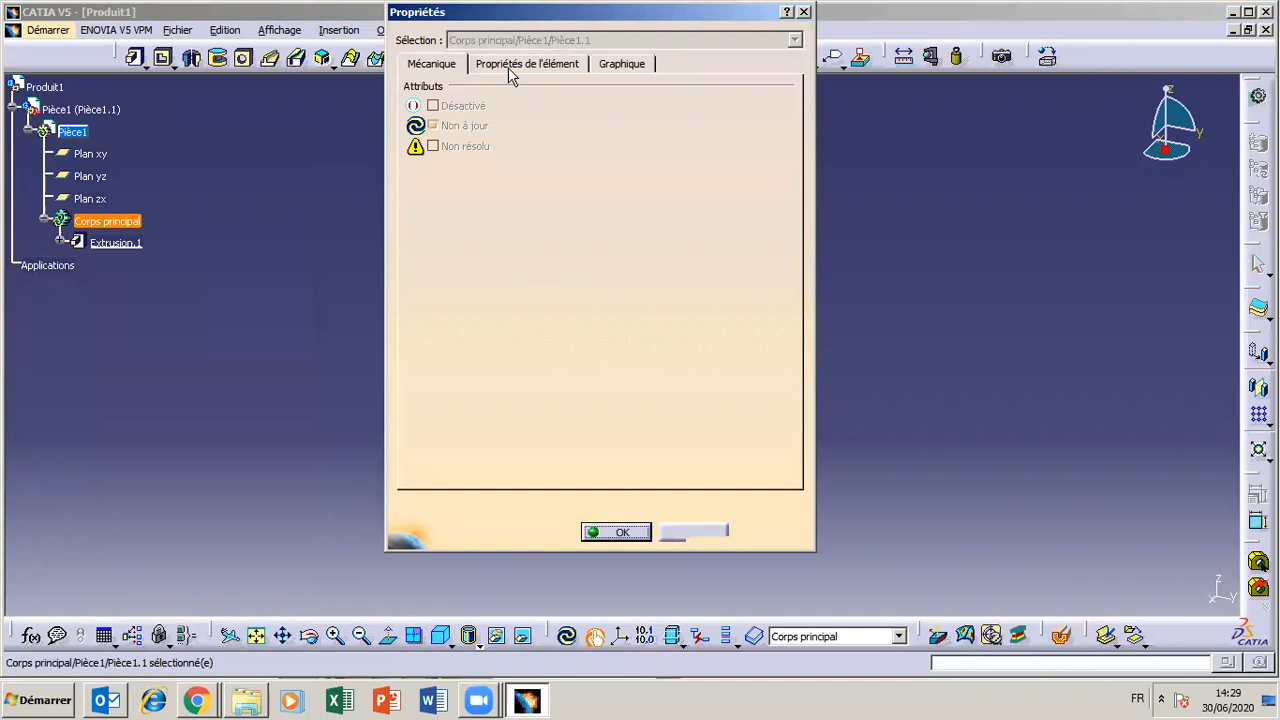 CATIA V5 - [Produit1]
Démarrer ENOVIA V5 VPM Fichier Edition Affichage Insertion
Propriétés
Sélection : Corps principal/Pièce1/Pièce1.1
Mécanique Propriétés de l'élément Graphique
Attributs
Désactivé
Non à jour
Non résolu
OK
Produit1
Pièce1 (Pièce1.1)
Pièce1
Plan xy
Plan yz
Plan zx
Corps principal
Extrusion.1
Applications
z
Y
Z
X Y
f(x) 10.1 Corps principal
CATIA
Corps principal/Pièce1/Pièce1.1 sélectionné(e)
Démarrer FR 14:29
30/06/2020